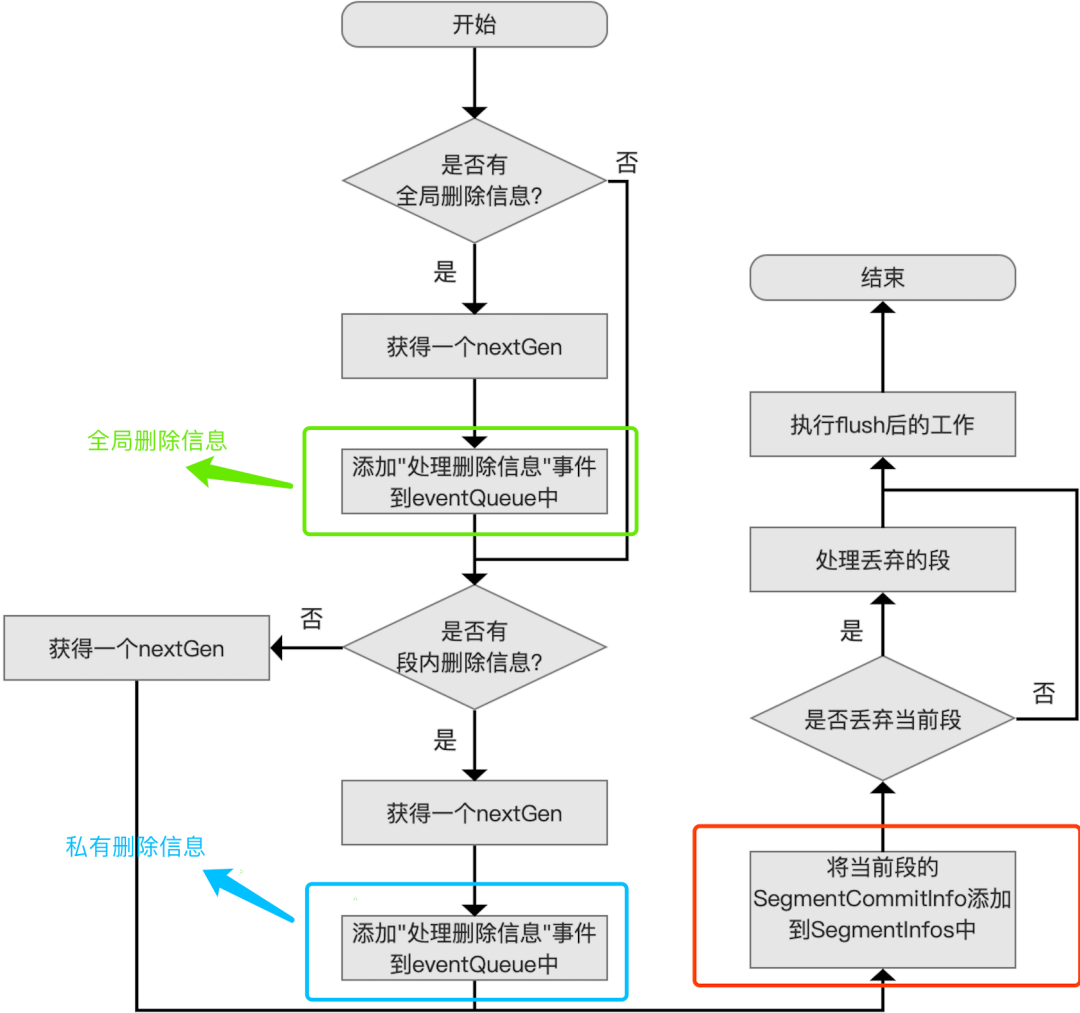 开始
是否有
全局删除信息?
否
是
获得一个nextGen
全局删除信息
添加"处理删除信息"事件
到eventQueue中
是否有
段内删除信息?
否
获得一个nextGen
是
获得一个nextGen
私有删除信息
添加"处理删除信息"事件
到eventQueue中
结束
执行flush后的工作
处理丢弃的段
是
否
是否丢弃当前段
将当前段的
SegmentCommitInfo添加
到SegmentInfos中